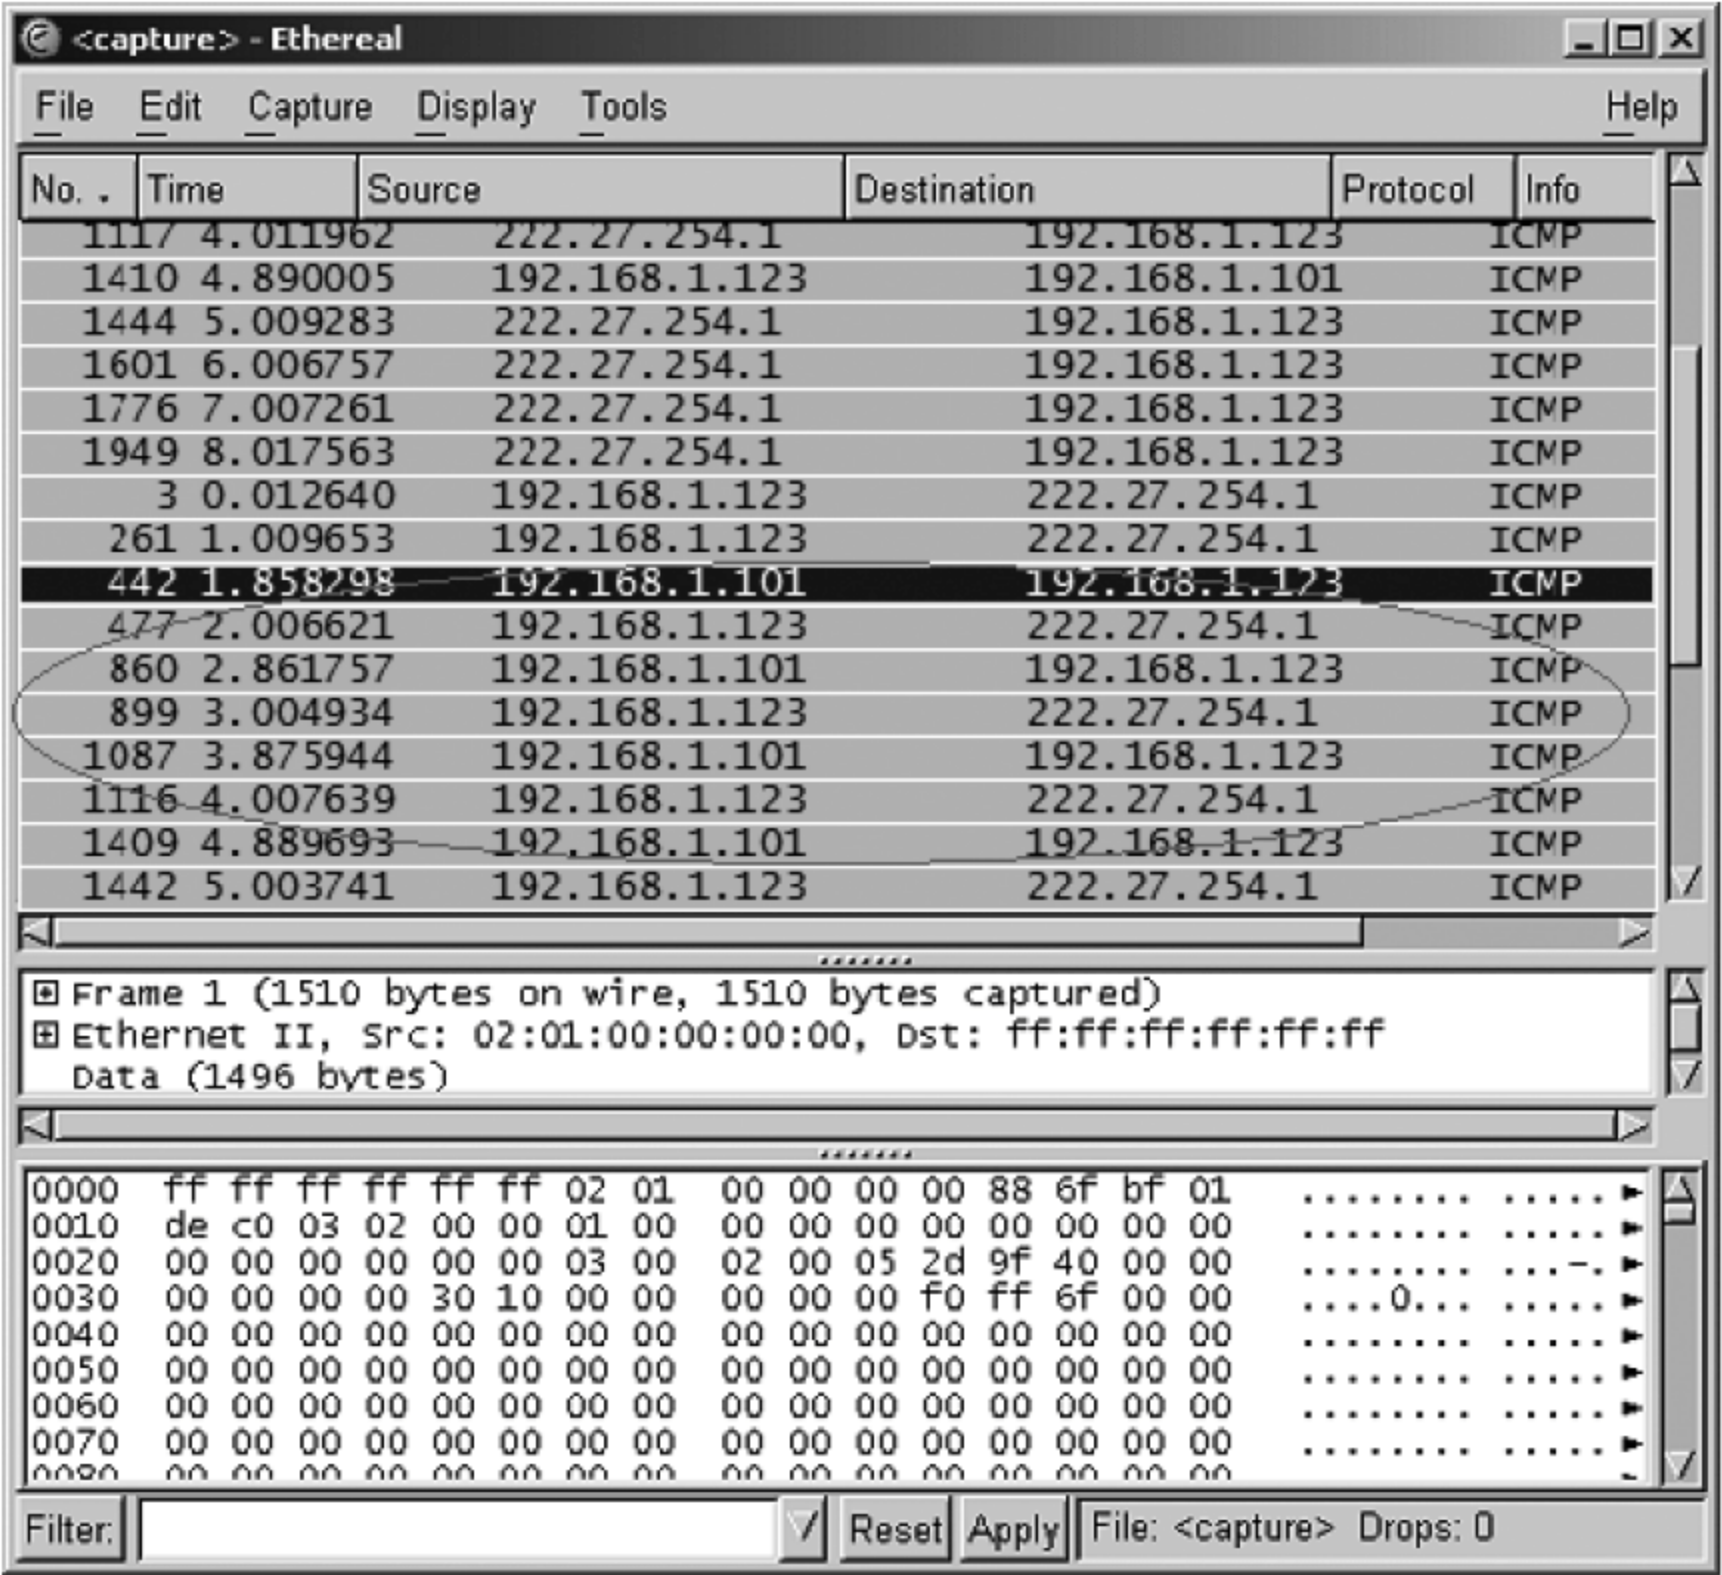 <capture> - Ethereal
File Edit Capture Display Tools Help
No. . Time Source Destination Protocol Info
1117 4.011962 222.27.254.1 192.168.1.123 ICMP
1410 4.890005 192.168.1.123 192.168.1.101 ICMP
1444 5.009283 222.27.254.1 192.168.1.123 ICMP
1601 6.006757 222.27.254.1 192.168.1.123 ICMP
1776 7.007261 222.27.254.1 192.168.1.123 ICMP
1949 8.017563 222.27.254.1 192.168.1.123 ICMP
3 0.012640 192.168.1.123 222.27.254.1 ICMP
261 1.009653 192.168.1.123 222.27.254.1 ICMP
442 1.858298 192.168.1.101 192.168.1.123 ICMP
477 2.006621 192.168.1.123 222.27.254.1 ICMP
860 2.861757 192.168.1.101 192.168.1.123 ICMP
899 3.004934 192.168.1.123 222.27.254.1 ICMP
1087 3.875944 192.168.1.101 192.168.1.123 ICMP
1116 4.007639 192.168.1.123 222.27.254.1 ICMP
1409 4.889693 192.168.1.101 192.168.1.123 ICMP
1442 5.003741 192.168.1.123 222.27.254.1 ICMP
Frame 1 (1510 bytes on wire, 1510 bytes captured)
Ethernet II, Src: 02:01:00:00:00:00, Dst: ff:ff:ff:ff:ff:ff
Data (1496 bytes)
0000 ff ff ff ff ff ff 02 01 00 00 00 00 88 6f bf 01 ........ .....
0010 de c0 03 02 00 00 01 00 00 00 00 00 00 00 00 00 ........ .....
0020 00 00 00 00 00 00 03 00 02 00 05 2d 9f 40 00 00 ........ ...-.
0030 00 00 00 00 30 10 00 00 00 00 00 f0 ff 6f 00 00 ....0... .....
0040 00 00 00 00 00 00 00 00 00 00 00 00 00 00 00 00 ........ .....
0050 00 00 00 00 00 00 00 00 00 00 00 00 00 00 00 00 ........ .....
0060 00 00 00 00 00 00 00 00 00 00 00 00 00 00 00 00 ........ .....
0070 00 00 00 00 00 00 00 00 00 00 00 00 00 00 00 00 ........ .....
0080 00 00 00 00 00 00 00 00 00 00 00 00 00 00 00 00
Filter: Reset Apply File: <capture> Drops: 0